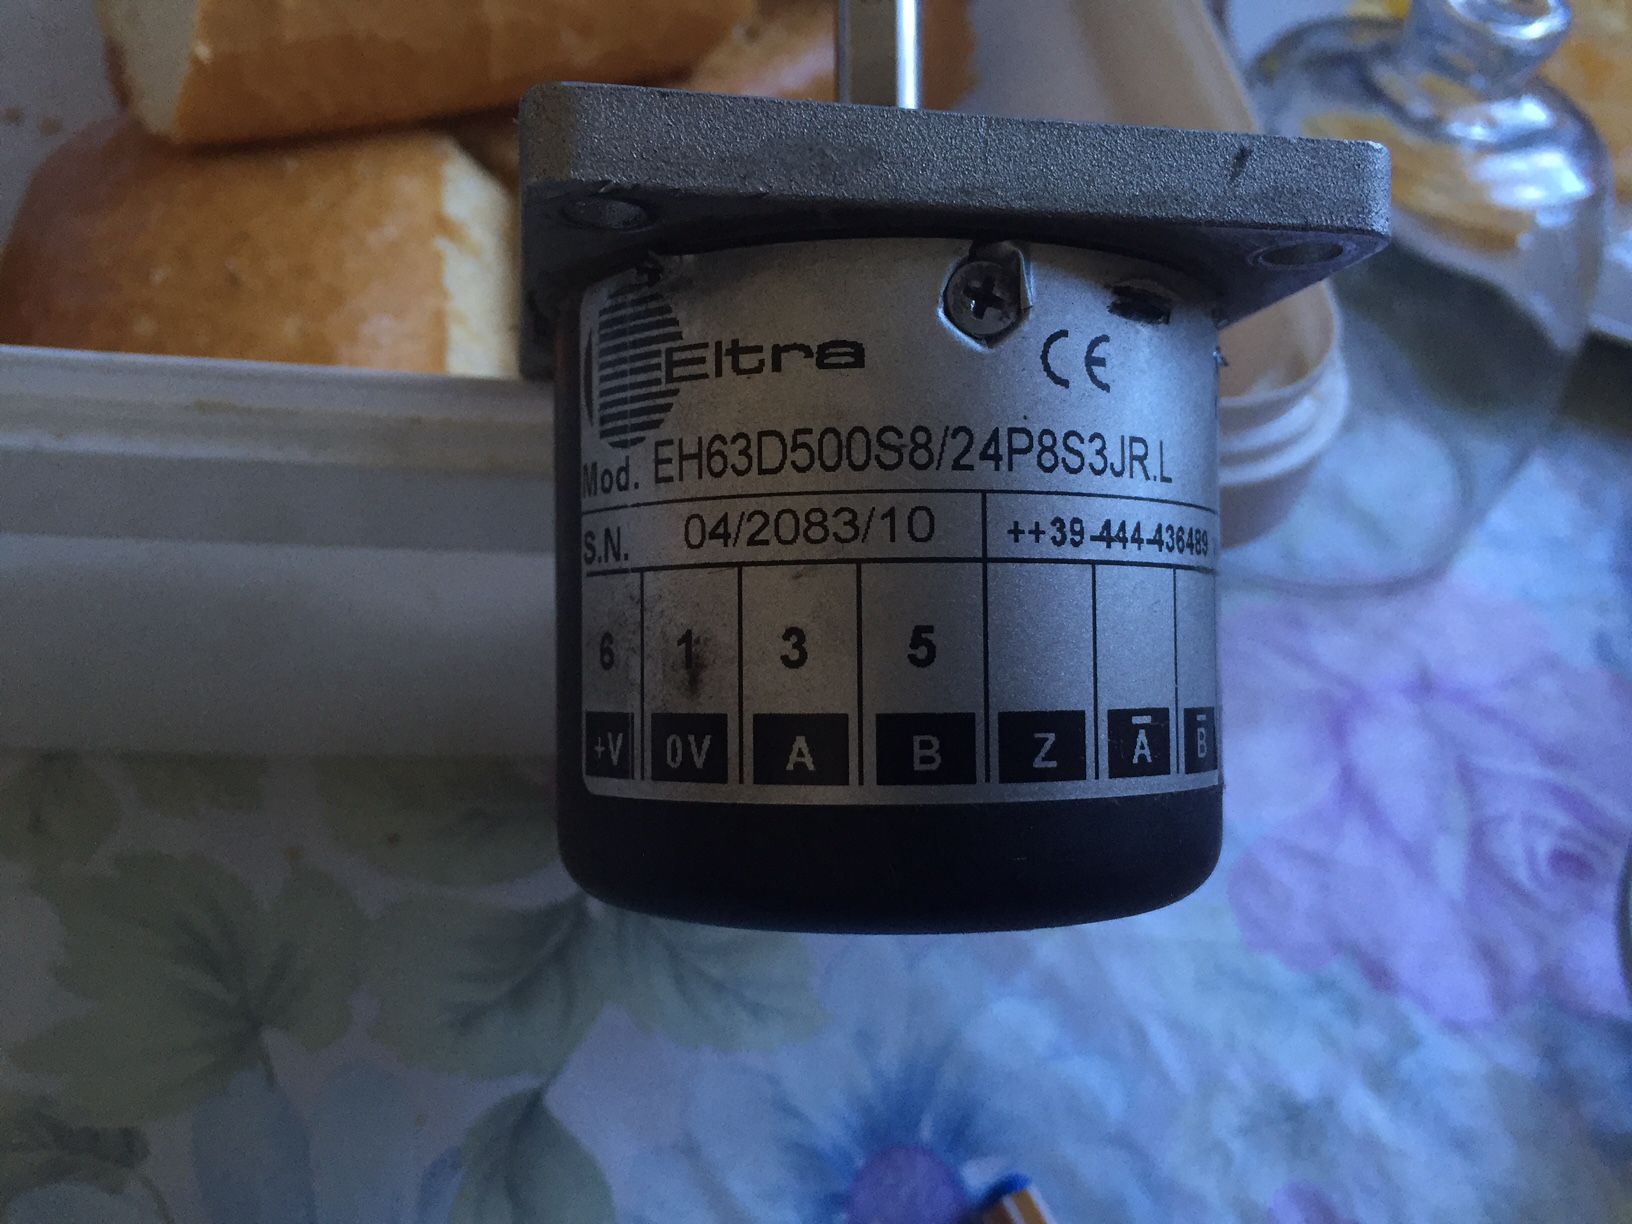 Eltra CE
Mod. EH63D500S8/24P8S3JR.L
S.N. 04/2083/10 ++39-444-436489
6 1 3 5
+V 0V A B Z A̅ B̅